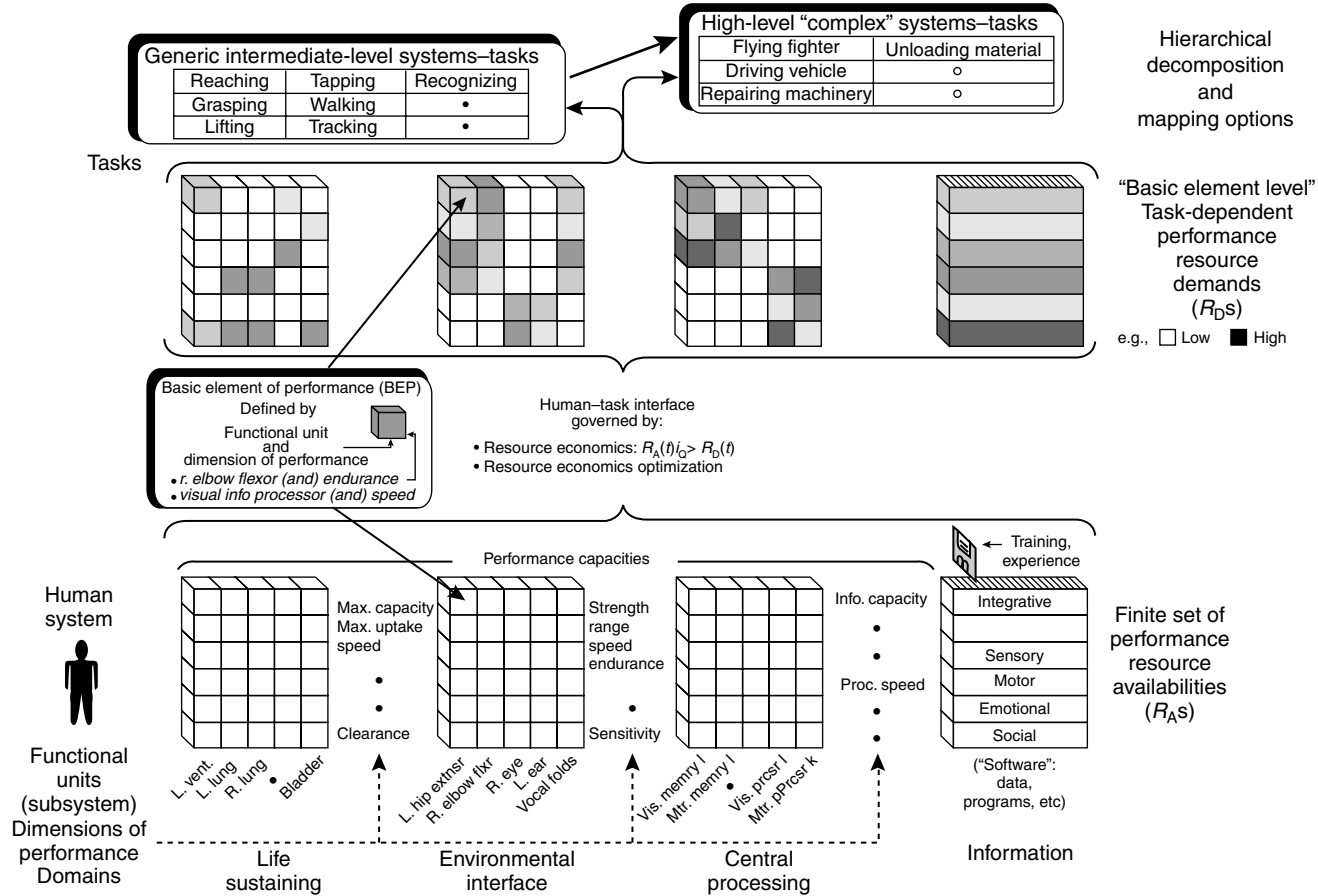 High-level “complex” systems–tasks
Flying fighter
Unloading material
Driving vehicle
Repairing machinery
Generic intermediate-level systems–tasks
Reaching
Tapping
Recognizing
Grasping
Walking
•
Lifting
Tracking
•
Hierarchical
decomposition
and
mapping options
Tasks
“Basic element level”
Task-dependent
performance
resource
demands
(R_Ds)
e.g.,
Low
High
Basic element of performance (BEP)
Defined by
Functional unit
and
dimension of performance
• r. elbow flexor (and) endurance
• visual info processor (and) speed
Human–task interface
governed by:
• Resource economics: R_A(t)i_Q> R_D(t)
• Resource economics optimization
Training,
experience
Performance capacities
Human
system
Max. capacity
Max. uptake
speed
•
•
Clearance
Strength
range
speed
endurance
•
Sensitivity
Info. capacity
•
•
Proc. speed
•
•
Integrative
Sensory
Motor
Emotional
Social
(“Software”:
data,
programs, etc)
Finite set of
performance
resource
availabilities
(R_As)
L. vent.
L. lung
R. lung
•
Bladder
L. hip extnsr
R. elbow flxr
R. eye
L. ear
Vocal folds
Vis. memry l
Mtr. memry l
•
Vis. prcsr l
Mtr. pPrcsr k
Functional
units
(subsystem)
Dimensions of
performance
Domains
Life
sustaining
Environmental
interface
Central
processing
Information